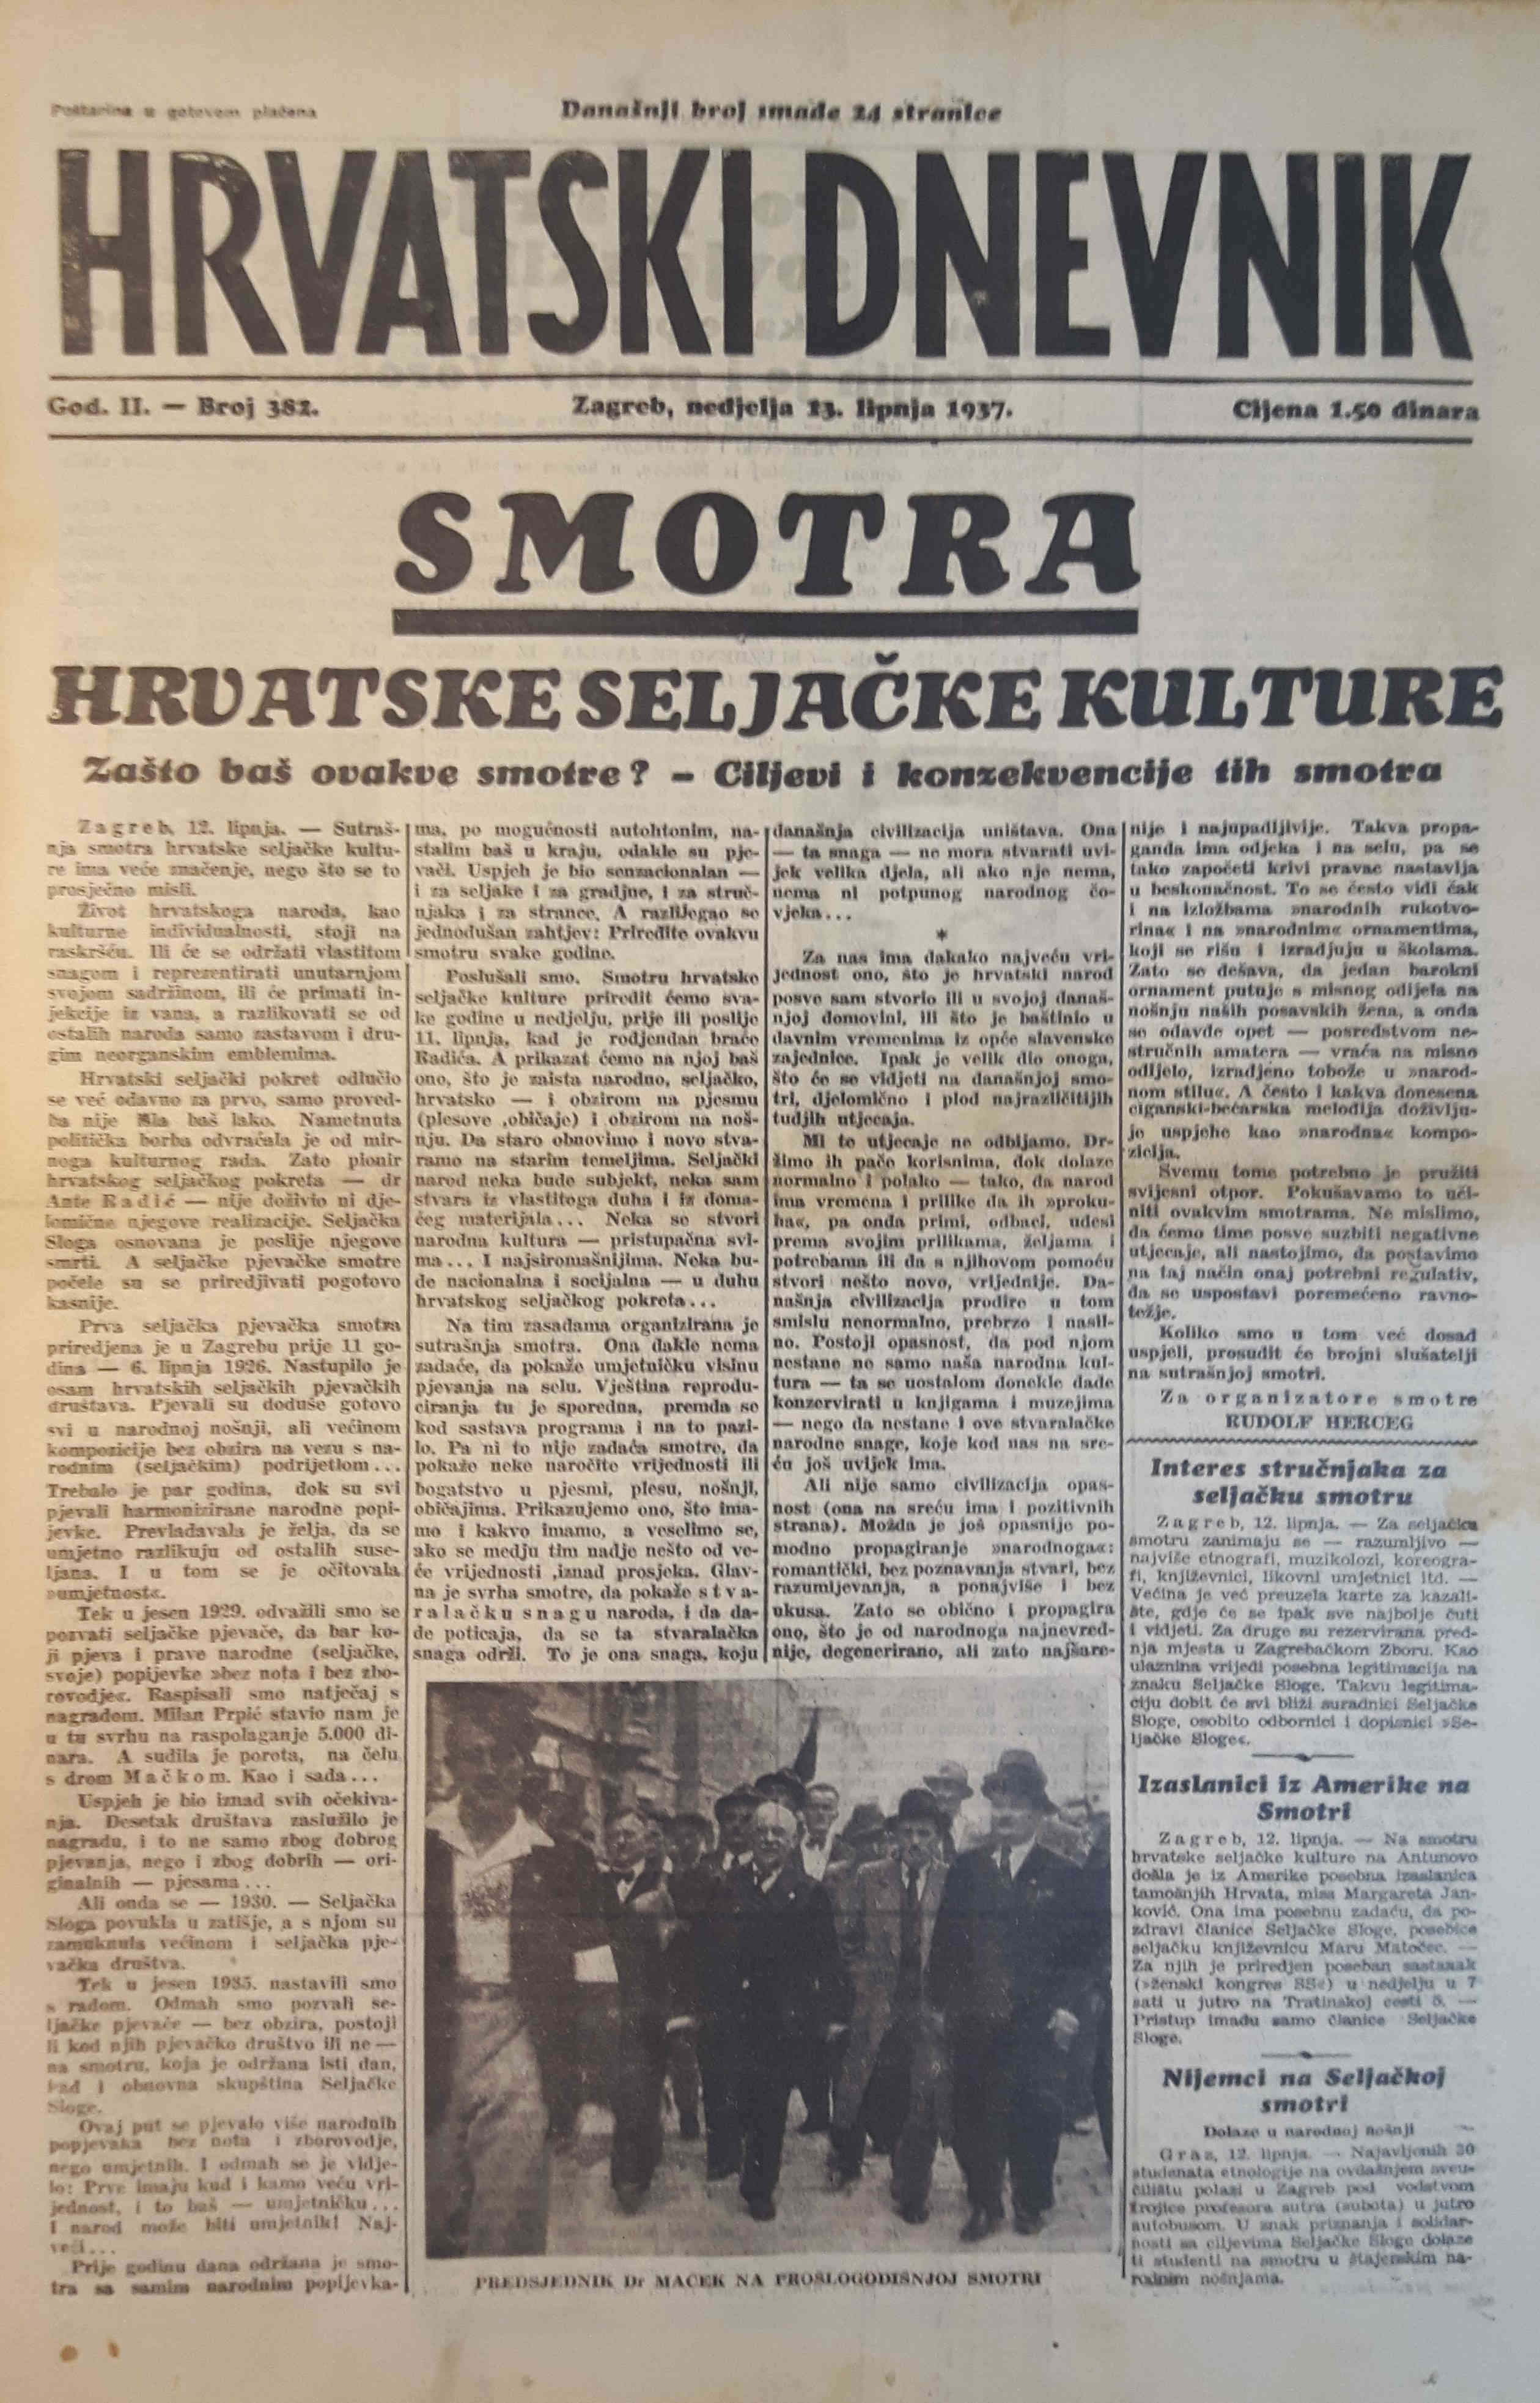 Poštarina u gotovom plaćena
Današnji broj imade 24 stranice
HRVATSKI DNEVNIK
God. II. — Broj 382.
Zagreb, nedjelja 13. lipnja 1937.
Cijena 1.50 dinara
SMOTRA
HRVATSKE SELJAČKE KULTURE
Zašto baš ovakve smotre? – Ciljevi i konzekvencije tih smotra
Zagreb, 12. lipnja. — Sutraš-
nja smotra hrvatske seljačke kultu-
re ima veće značenje, nego što se to
prosječno misli.
Život hrvatskoga naroda, kao
kulturne individualnosti, stoji na
raskršću. Ili će se održati vlastitom
snagom i reprezentirati unutarnjom
svojom sadržinom, ili će primati in-
jekcije iz vana, a razlikovati se od
ostalih naroda samo zastavom i dru-
gim neorganskim emblemima.
Hrvatski seljački pokret odlučio
se već odavno za prvo, samo proved-
ba nije išla baš lako. Nametnuta
politička borba odvraćala je od mir-
noga kulturnog rada. Zato pionir
hrvatskog seljačkog pokreta — dr
Ante Radić — nije doživio ni dje-
lomične njegove realizacije. Seljačka
Sloga osnovana je poslije njegove
smrti. A seljačke pjevačke smotre
počele su se priredjivati pogotovo
kasnije.
Prva seljačka pjevačka smotra
priredjena je u Zagrebu prije 11 go-
dina — 6. lipnja 1926. Nastupilo je
osam hrvatskih seljačkih pjevačkih
društava. Pjevali su doduše gotovo
svi u narodnoj nošnji, ali većinom
kompozicije bez obzira na vezu s na-
rodnim (seljačkim) podrijetlom...
Trebalo je par godina, dok su svi
pjevali harmonizirane narodne popi-
jevke. Prevladavala je želja, da se
umjetno razlikuju od ostalih suse-
ljana. I u tom se je očitovala
»umjetnost«.
Tek u jesen 1929. odvažili smo se
pozvati seljačke pjevače, da bar ko-
ji pjeva i prave narodne (seljačke,
svoje) popijevke »bez nota i bez zbo-
rovodje«. Raspisali smo natječaj s
nagradom. Milan Prpić stavio nam je
u tu svrhu na raspolaganje 5.000 di-
nara. A sudila je porota, na čelu
s drom Mačkom. Kao i sada...
Uspjeh je bio iznad svih očekiva-
nja. Desetak društava zaslužilo je
nagradu, i to ne samo zbog dobrog
pjevanja, nego i zbog dobrih — ori-
ginalnih — pjesama...
Ali onda se — 1930. — Seljačka
Sloga povukla u zatišje, a s njom su
zamuknula većinom i seljačka pje-
vačka društva.
Tek u jesen 1935. nastavili smo
s radom. Odmah smo pozvali se-
ljačke pjevače — bez obzira, postoji
li kod njih pjevačko društvo ili ne —
na smotru, koja je održana isti dan,
kad i obnovna skupština Seljačke
Sloge.
Ovaj put se pjevalo više narodnih
popjevaka bez nota i zborovodje,
nego umjetnih. I odmah se je vidje-
lo: Prve imaju kud i kamo veću vri-
jednost, i to baš — umjetničku...
I narod može biti umjetnik! Naj-
veći...
Prije godinu dana održana je smo-
tra sa samim narodnim popijevka-
ma, po mogućnosti autohtonim, na-
stalim baš u kraju, odakle su pje-
vači. Uspjeh je bio senzacionalan —
i za seljake i za gradjne, i za struč-
njaka i za strance. A razlijegao se
jednodušan zahtjev: Priredite ovakvu
smotru svake godine.
Poslušali smo. Smotru hrvatske
seljačke kulture priredit ćemo sva-
ke godine u nedjelju, prije ili poslije
11. lipnja, kad je rodjendan braće
Radića. A prikazat ćemo na njoj baš
ono, što je zaista narodno, seljačko,
hrvatsko — i obzirom na pjesmu
(plesove ,običaje) i obzirom na noš-
nju. Da staro obnovimo i novo stva-
ramo na starim temeljima. Seljački
narod neka bude subjekt, neka sam
stvara iz vlastitoga duha i iz doma-
ćeg materijala... Neka se stvori
narodna kultura — pristupačna svi-
ma... I najsiromašnijima. Neka bu-
de nacionalna i socijalna — u duhu
hrvatskog seljačkog pokreta...
Na tim zasadama organizirana je
sutrašnja smotra. Ona dakle nema
zadaće, da pokaže umjetničku visinu
pjevanja na selu. Vještina reprodu-
ciranja tu je sporedna, premda se
kod sastava programa i na to pazi-
lo. Pa ni to nije zadaća smotre, da
pokaže neke naročite vrijednosti ili
bogatstvo u pjesmi, plesu, nošnji,
običajima. Prikazujemo ono, što ima-
mo i kakvo imamo, a veselimo se,
ako se medju tim nadje nešto od ve-
će vrijednosti ,iznad prosjeka. Glav-
na je svrha smotre, da pokaže stva-
ralačku snagu naroda, i da da-
de poticaja, da se ta stvaralačka
snaga održi. To je ona snaga, koju
današnja civilizacija uništava. Ona
— ta snaga — ne mora stvarati uvi-
jek velika djela, ali ako nje nema,
nema ni potpunog narodnog čo-
vjeka...
*
Za nas ima dakako najveću vri-
jednost ono, što je hrvatski narod
posve sam stvorio ili u svojoj današ-
njoj domovini, ili što je baštinio u
davnim vremenima iz opće slavenske
zajednice. Ipak je velik dio onoga,
što će se vidjeti na današnjoj smo-
tri, djelomično i plod najrazličitijih
tudjih utjecaja.
Mi te utjecaje ne odbijamo. Dr-
žimo ih pače korisnima, dok dolaze
normalno i polako — tako, da narod
ima vremena i prilike da ih »proku-
ha«, pa onda primi, odbaci, udesi
prema svojim prilikama, željama i
potrebama ili da s njihovom pomoću
stvori nešto novo, vrijednije. Da-
našnja civilizacija prodire u tom
smislu nenormalno, prebrzo i nasil-
no. Postoji opasnost, da pod njom
nestane ne samo naša narodna kul-
tura — ta se uostalom donekle dade
konzervirati u knjigama i muzejima
— nego da nestane i ove stvaralačke
narodne snage, koje kod nas na sre-
ću još uvijek ima.
Ali nije samo civilizacija opas-
nost (ona na sreću ima i pozitivnih
strana). Možda je još opasnije po-
modno propagiranje »narodnoga«:
romantički, bez poznavanja stvari, bez
razumljevanja, a ponajviše i bez
ukusa. Zato se obično i propagira
ono, što je od narodnoga najnevred-
nije, degenerirano, ali zato najšare-
nije i najupadljivije. Takva propa-
ganda ima odjeka i na selu, pa se
tako započeti krivi pravac nastavlja
u beskonačnost. To se često vidi čak
i na izložbama »narodnih rukotvo-
rina« i na »narodnim« ornamentima,
koji se rišu i izradjuju u školama.
Zato se dešava, da jedan barokni
ornament putuje s misnog odijela na
nošnju naših posavskih žena, a onda
se odavde opet — posredstvom ne-
stručnih amatera — vraća na misno
odijelo, izradjeno tobože u »narod-
nom stilu«. A često i kakva donesena
ciganski-bećarska melodija doživlju-
je uspjehe kao »narodna« kompo-
zicija.
Svemu tome potrebno je pružiti
svijesni otpor. Pokušavamo to uči-
niti ovakvim smotrama. Ne mislimo,
da ćemo time posve suzbiti negativne
utjecaje, ali nastojimo, da postavimo
na taj način onaj potrebni regulativ,
da se uspostavi poremećeno ravno-
težje.
Koliko smo u tom već dosad
uspjeli, prosudit će brojni slušatelji
na sutrašnjoj smotri.
Za organizatore smotre
RUDOLF HERCEG
Interes stručnjaka za
seljačku smotru
Zagreb, 12. lipnja. — Za seljačku
smotru zanimaju se — razumljivo —
najviše etnografi, muzikolozi, koreogra-
fi, književnici, likovni umjetnici itd. —
Većina je već preuzela karte za kazali-
šte, gdje će se ipak sve najbolje čuti
i vidjeti. Za druge su rezervirana pred-
nja mjesta u Zagrebačkom Zboru. Kao
ulaznina vrijedi posebna legitimacija na
znaku Seljačke Sloge. Takvu legitima-
ciju dobit će svi bliži suradnici Seljačke
Sloge, osobito odbornici i dopisnici »Se-
ljačke Sloge«.
Izaslanici iz Amerike na
Smotri
Zagreb, 12. lipnja. — Na smotru
hrvatske seljačke kulture na Antunovo
došla je iz Amerike posebna izaslanica
tamošnjih Hrvata, miss Margareta Jan-
ković. Ona ima posebnu zadaću, da po-
zdravi članice Seljačke Sloge, posebice
seljačku književnicu Maru Matočec. —
Za njih je priredjen poseban sastanak
(»ženski kongres SS«) u nedjelju u 7
sati u jutro na Tratinskoj cesti 5. —
Pristup imadu samo članice Seljačke
Sloge.
Nijemci na Seljačkoj
smotri
Dolaze u narodnoj nošnji
Graz, 12. lipnja. — Najavljenih 30
studenata etnologije na ovdašnjem sveu-
čilištu polazi u Zagreb pod vodstvom
trojice profesora sutra (subota) u jutro
autobusom. U znak priznanja i solidar-
nosti sa ciljevima Seljačke Sloge dolaze
ti studenti na smotru u štajerskim na-
rodnim nošnjama.
PREDSJEDNIK Dr MAČEK NA PROŠLOGODIŠNJOJ SMOTRI